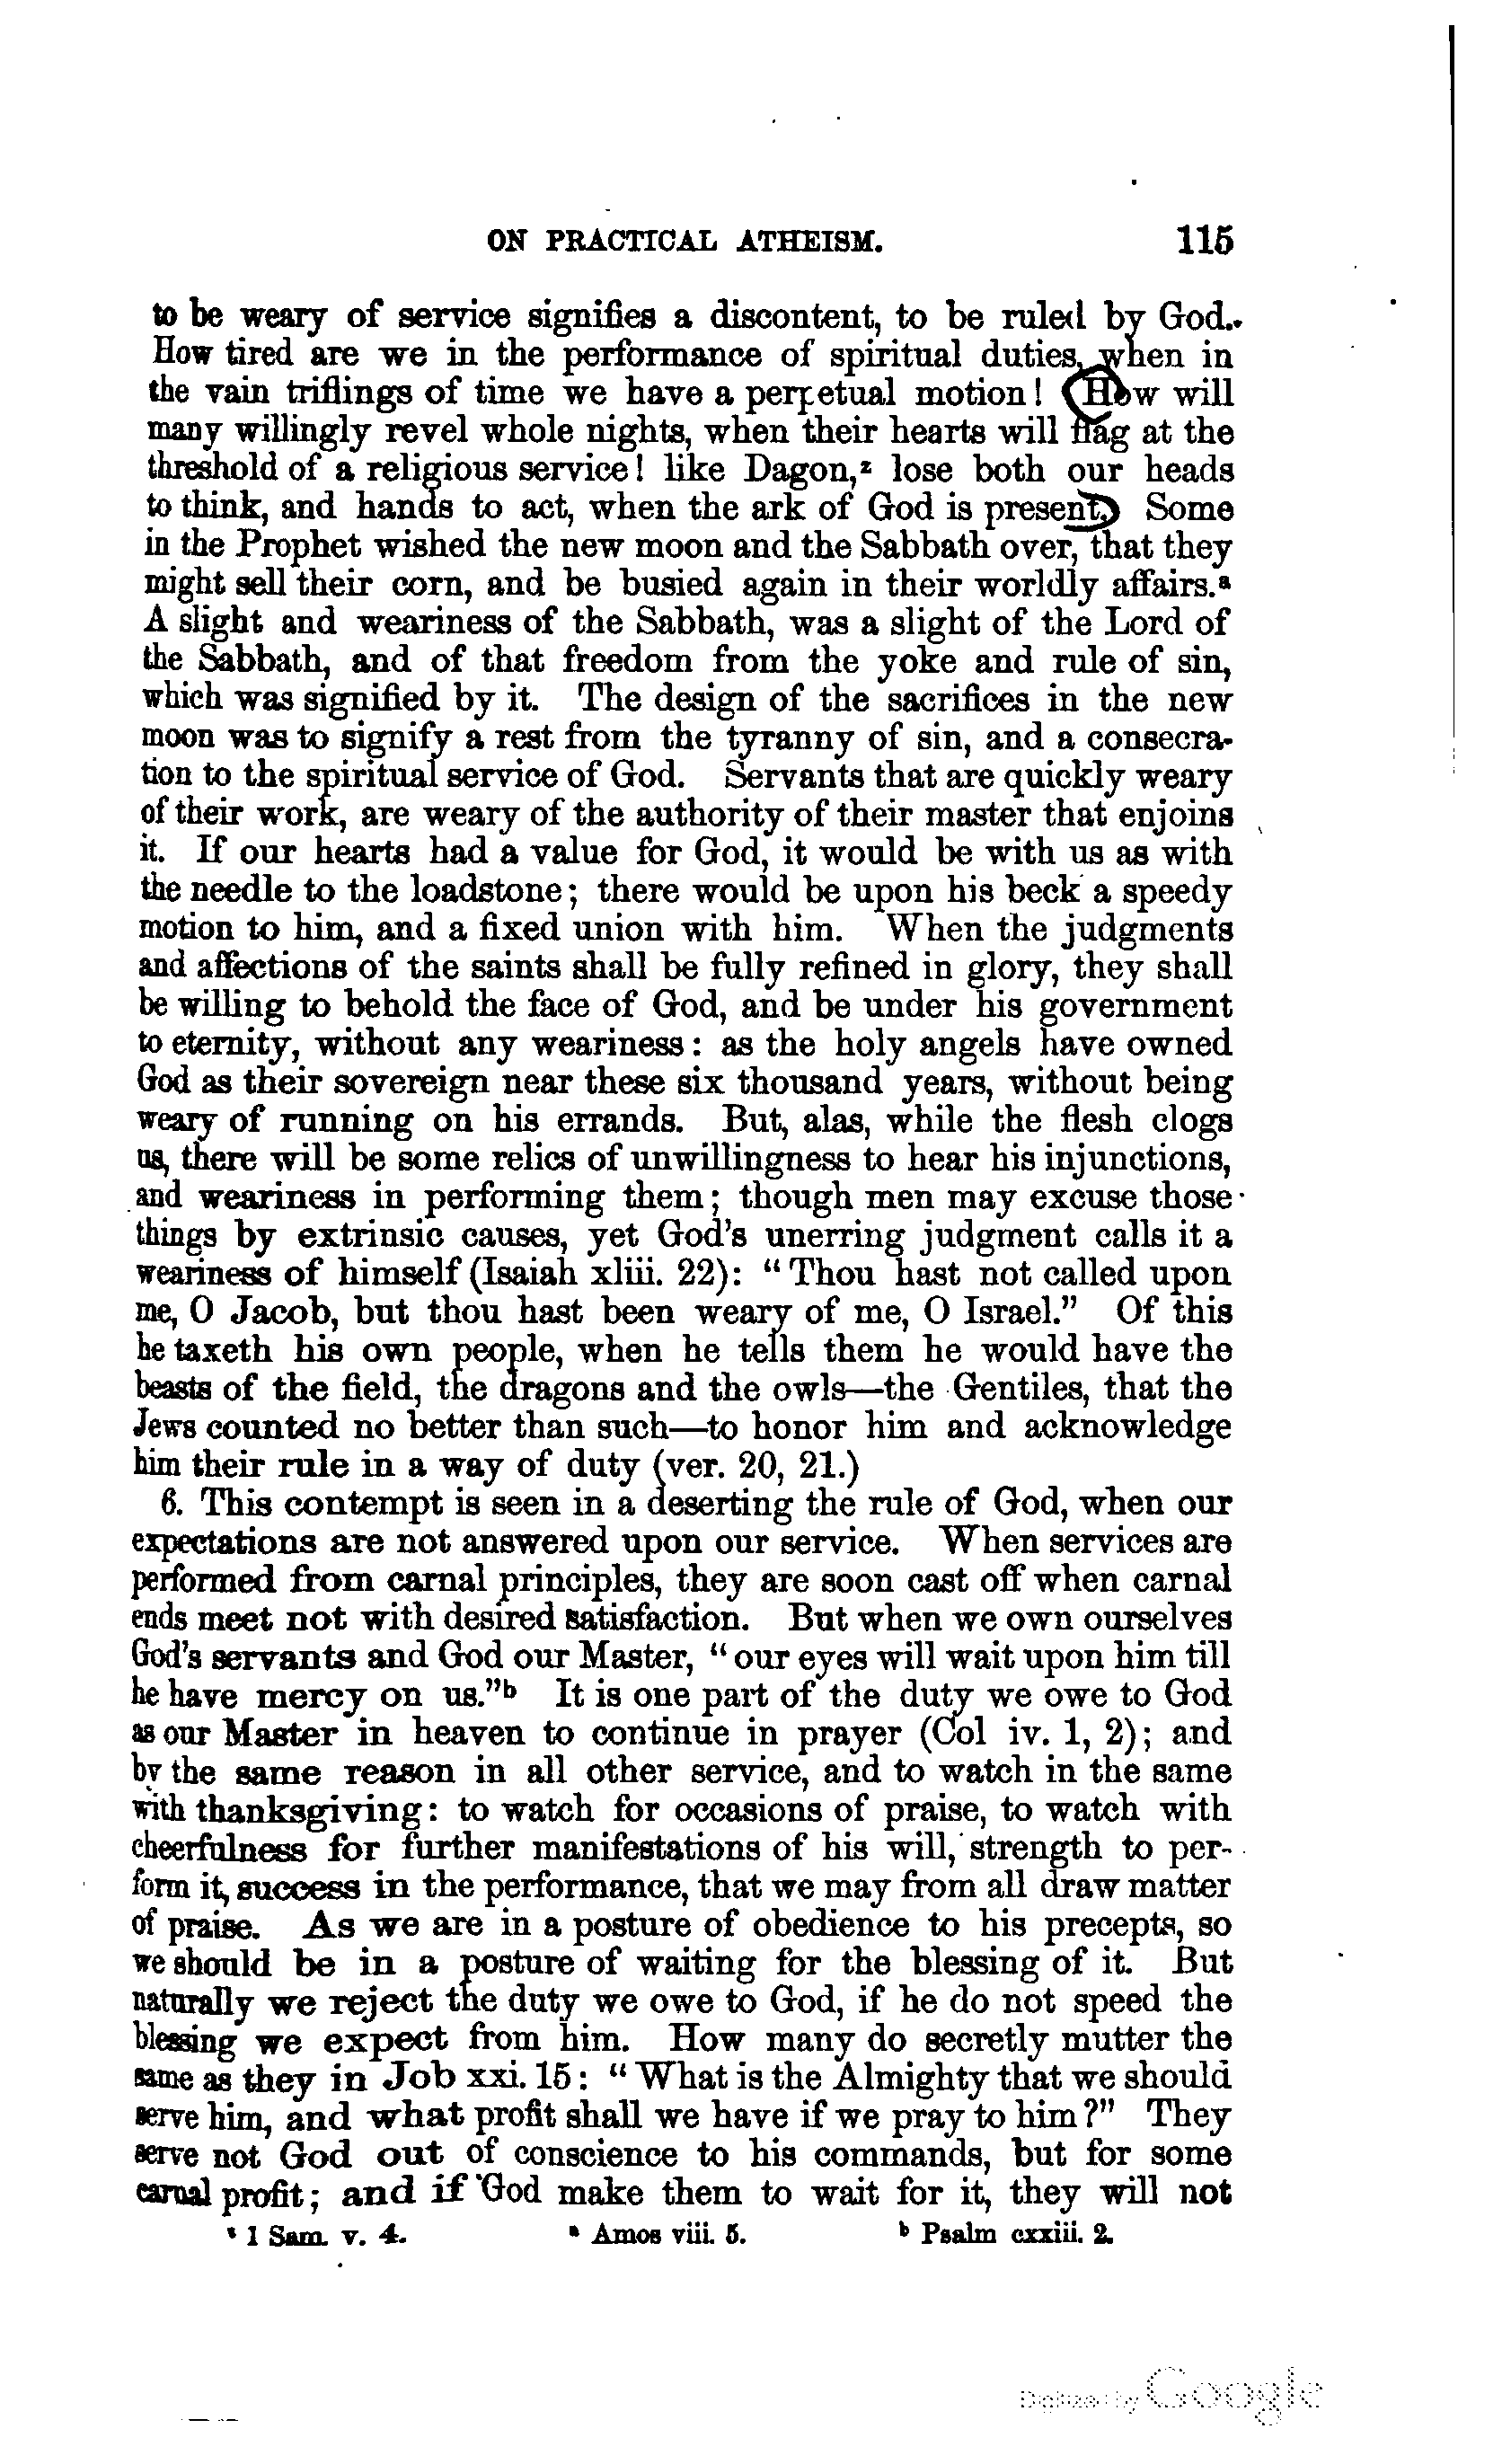 ON PRACTICAL ATHEISM. 115
to be weary of service signifies a discontent, to be ruled by God.
How tired are we in the performance of spiritual duties, when in
the vain triflings of time we have a perpetual motion! How will
many willingly revel whole nights, when their hearts will flag at the
threshold of a religious service! like Dagon,ᶻ lose both our heads
to think, and hands to act, when the ark of God is present. Some
in the Prophet wished the new moon and the Sabbath over, that they
might sell their corn, and be busied again in their worldly affairs.ᵃ
A slight and weariness of the Sabbath, was a slight of the Lord of
the Sabbath, and of that freedom from the yoke and rule of sin,
which was signified by it. The design of the sacrifices in the new
moon was to signify a rest from the tyranny of sin, and a consecra-
tion to the spiritual service of God. Servants that are quickly weary
of their work, are weary of the authority of their master that enjoins
it. If our hearts had a value for God, it would be with us as with
the needle to the loadstone; there would be upon his beck a speedy
motion to him, and a fixed union with him. When the judgments
and affections of the saints shall be fully refined in glory, they shall
be willing to behold the face of God, and be under his government
to eternity, without any weariness: as the holy angels have owned
God as their sovereign near these six thousand years, without being
weary of running on his errands. But, alas, while the flesh clogs
us, there will be some relics of unwillingness to hear his injunctions,
and weariness in performing them; though men may excuse those
things by extrinsic causes, yet God's unerring judgment calls it a
weariness of himself (Isaiah xliii. 22): "Thou hast not called upon
me, O Jacob, but thou hast been weary of me, O Israel." Of this
he taxeth his own people, when he tells them he would have the
beasts of the field, the dragons and the owls—the Gentiles, that the
Jews counted no better than such—to honor him and acknowledge
him their rule in a way of duty (ver. 20, 21.)
6. This contempt is seen in a deserting the rule of God, when our
expectations are not answered upon our service. When services are
performed from carnal principles, they are soon cast off when carnal
ends meet not with desired satisfaction. But when we own ourselves
God's servants and God our Master, "our eyes will wait upon him till
he have mercy on us."ᵇ It is one part of the duty we owe to God
as our Master in heaven to continue in prayer (Col iv. 1, 2); and
by the same reason in all other service, and to watch in the same
with thanksgiving: to watch for occasions of praise, to watch with
cheerfulness for further manifestations of his will, strength to per-
form it, success in the performance, that we may from all draw matter
of praise. As we are in a posture of obedience to his precepts, so
we should be in a posture of waiting for the blessing of it. But
naturally we reject the duty we owe to God, if he do not speed the
blessing we expect from him. How many do secretly mutter the
same as they in Job xxi. 15: "What is the Almighty that we should
serve him, and what profit shall we have if we pray to him?" They
serve not God out of conscience to his commands, but for some
carnal profit; and if God make them to wait for it, they will not
ᶻ 1 Sam. v. 4. ᵃ Amos viii. 5. ᵇ Psalm cxxiii. 2.
Digitized by Google